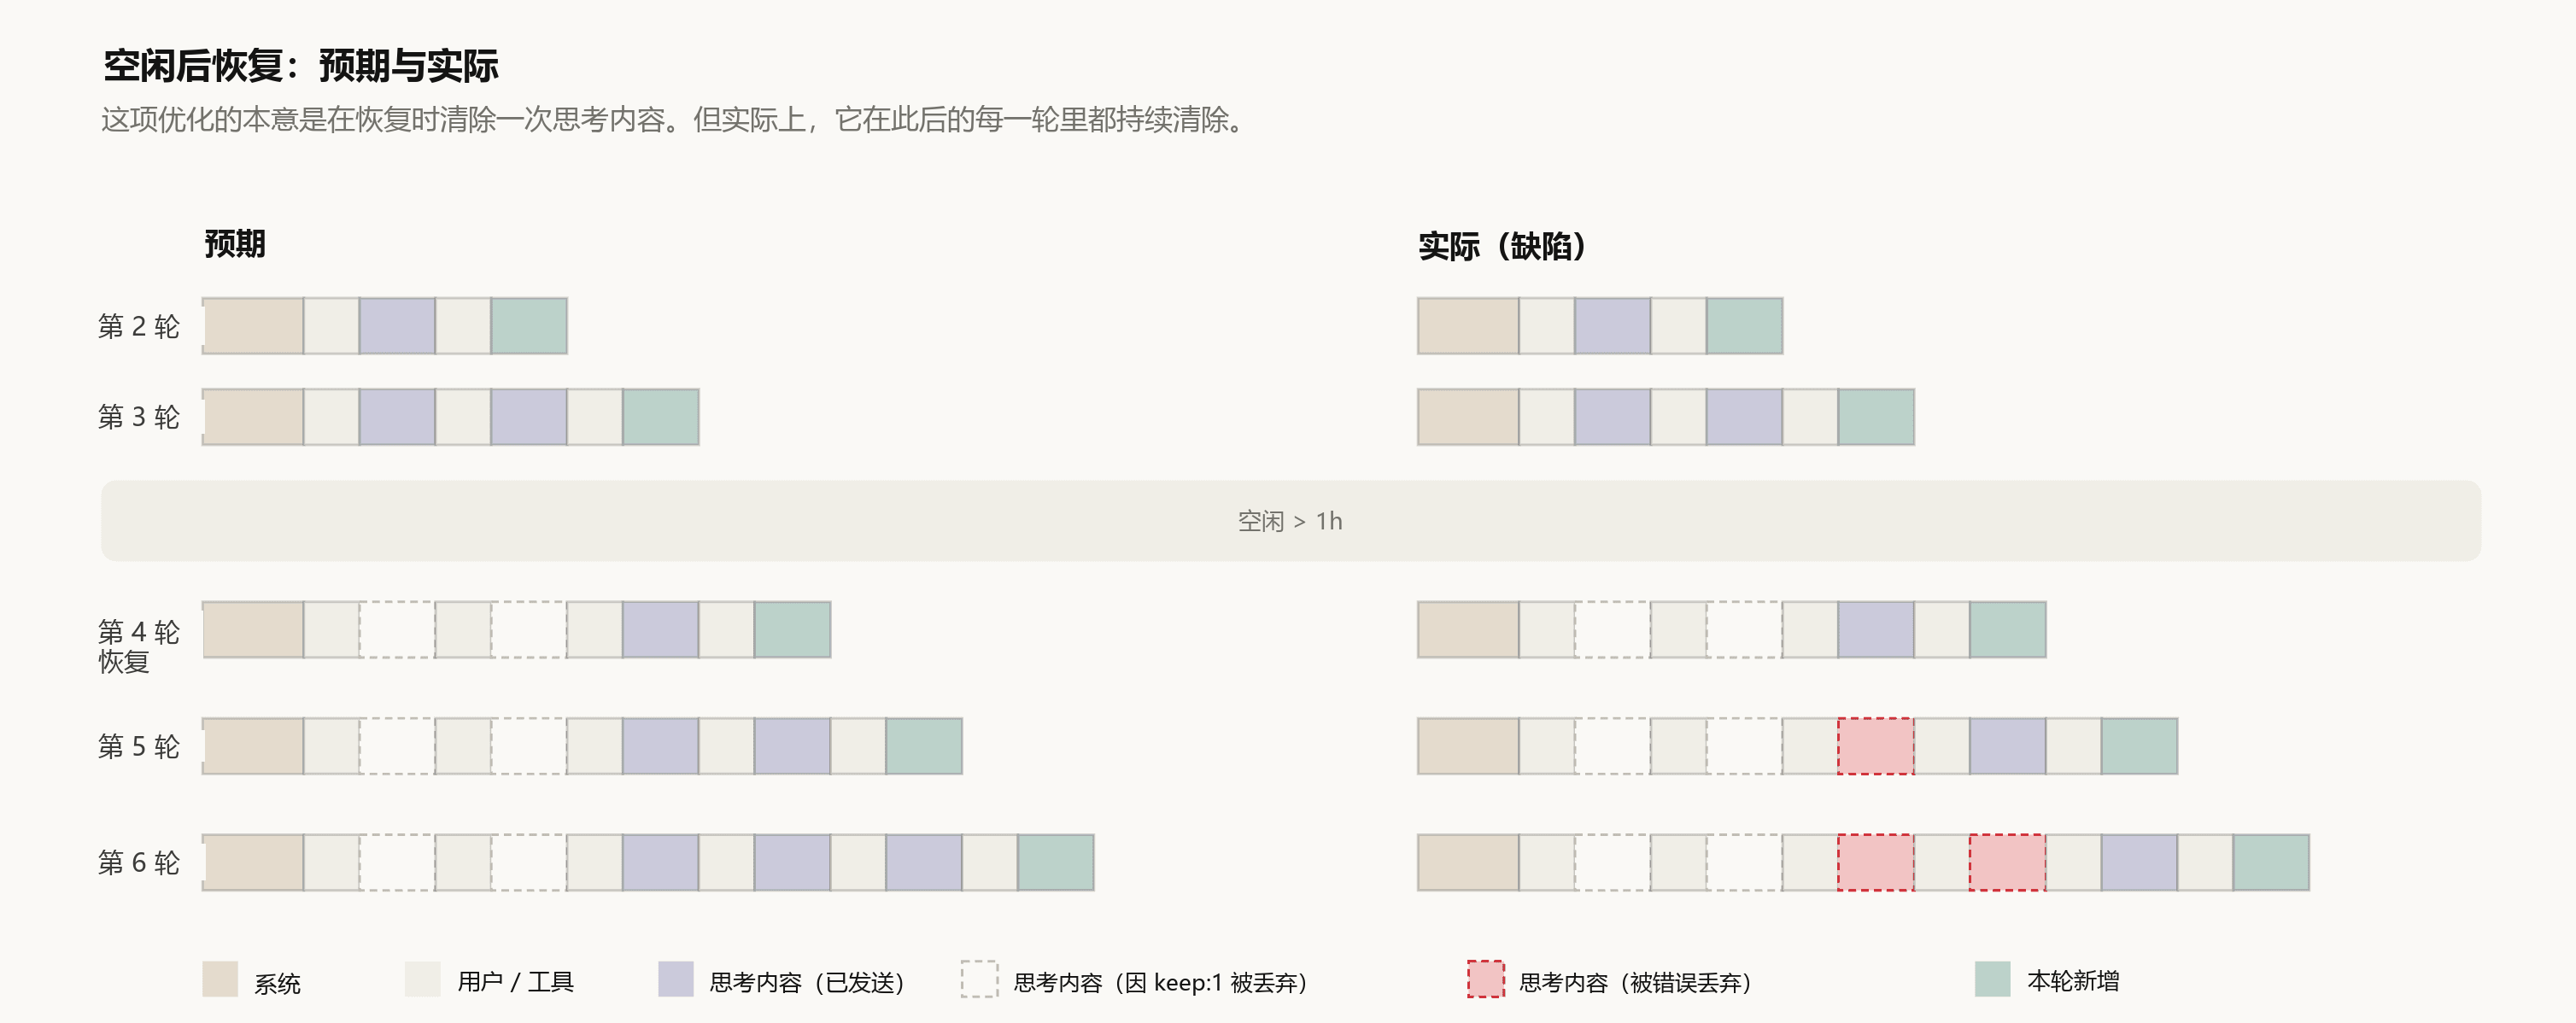 空闲后恢复：预期与实际
这项优化的本意是在恢复时清除一次思考内容。但实际上，它在此后的每一轮里都持续清除。
预期
实际（缺陷）
第 2 轮
第 3 轮
空闲 > 1h
第 4 轮
恢复
第 5 轮
第 6 轮
系统
用户 / 工具
思考内容（已发送）
思考内容（因 keep:1 被丢弃）
思考内容（被错误丢弃）
本轮新增